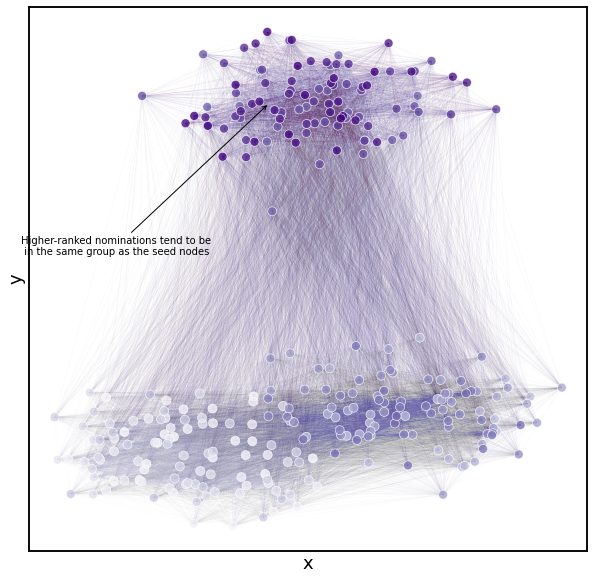 Higher-ranked nominations tend to be
in the same group as the seed nodes
y
x